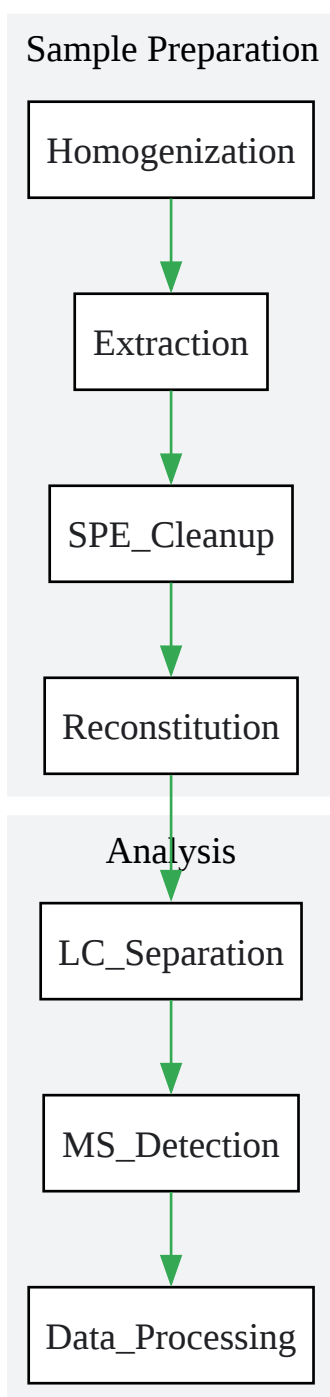 Sample Preparation
Homogenization
Extraction
SPE_Cleanup
Reconstitution
Analysis
LC_Separation
MS_Detection
Data_Processing